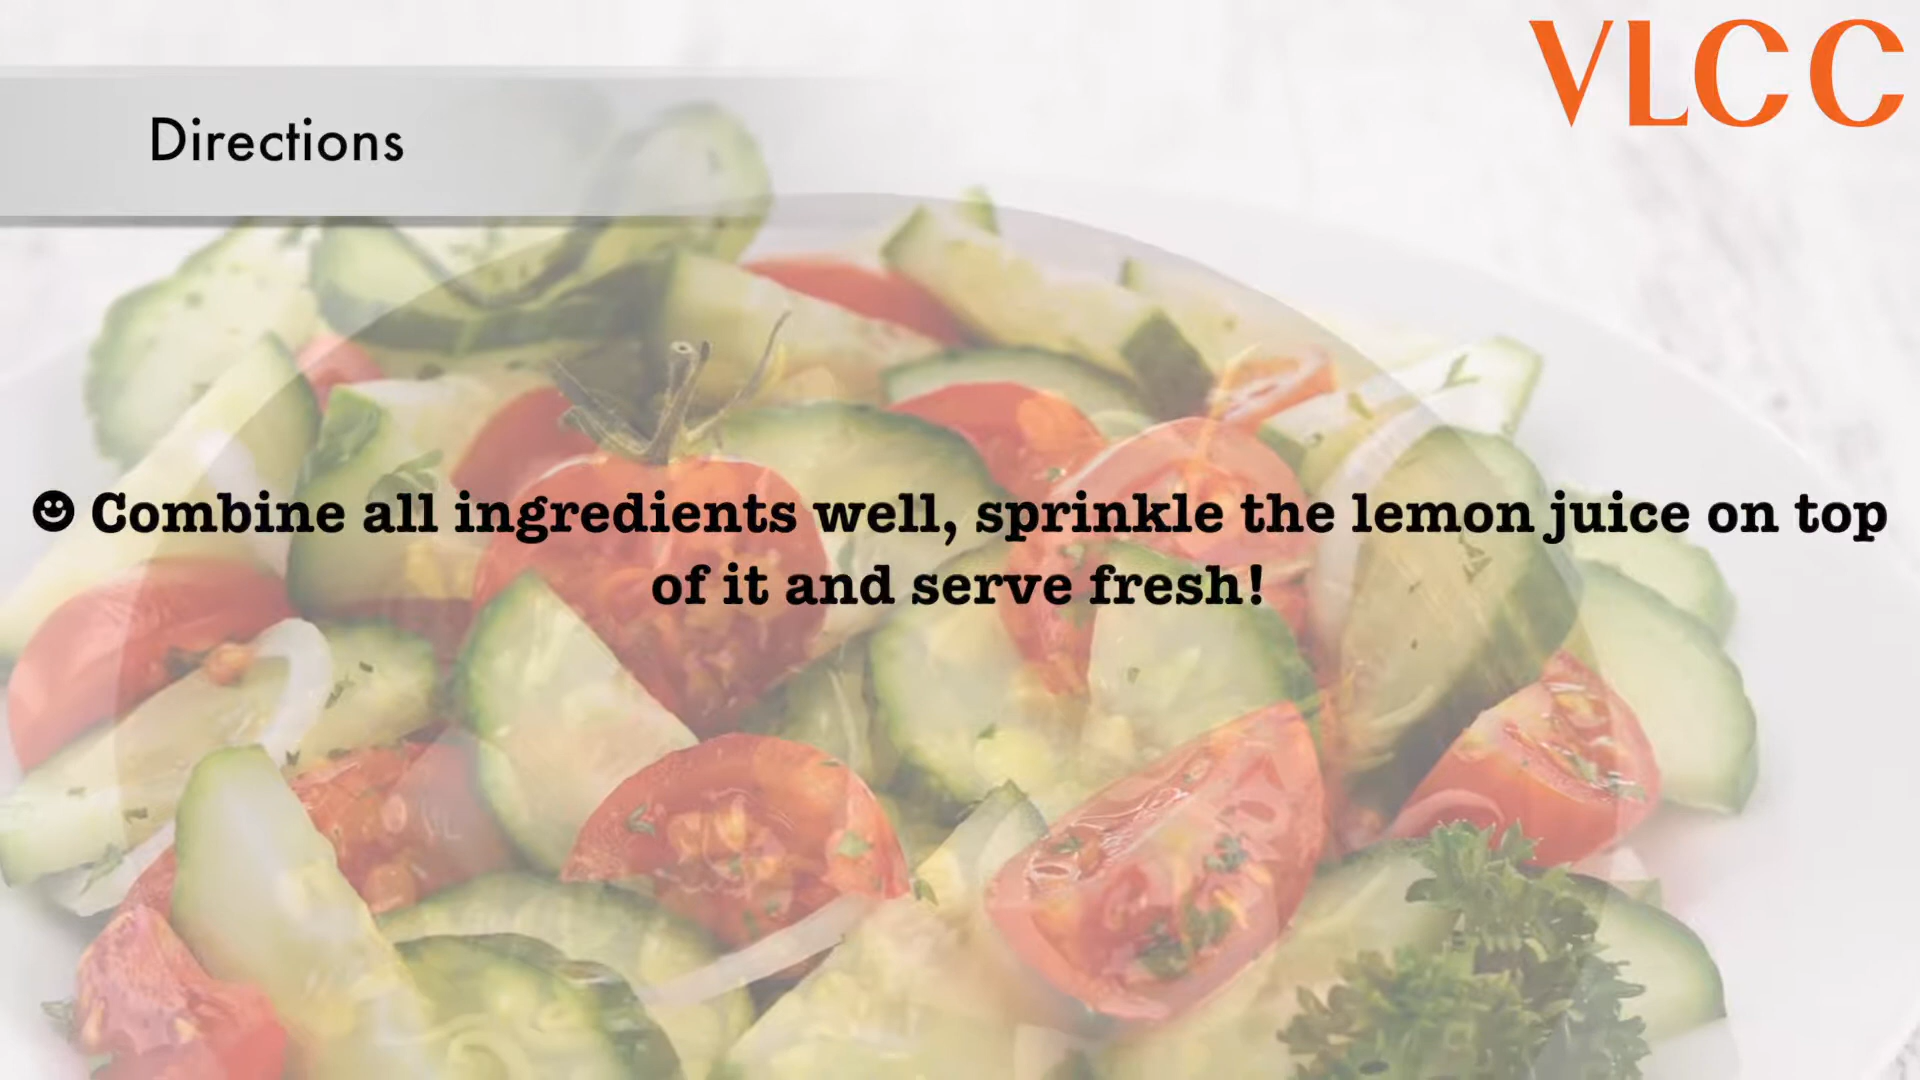 VLCC
Directions
☻ Combine all ingredients well, sprinkle the lemon juice on top
of it and serve fresh!